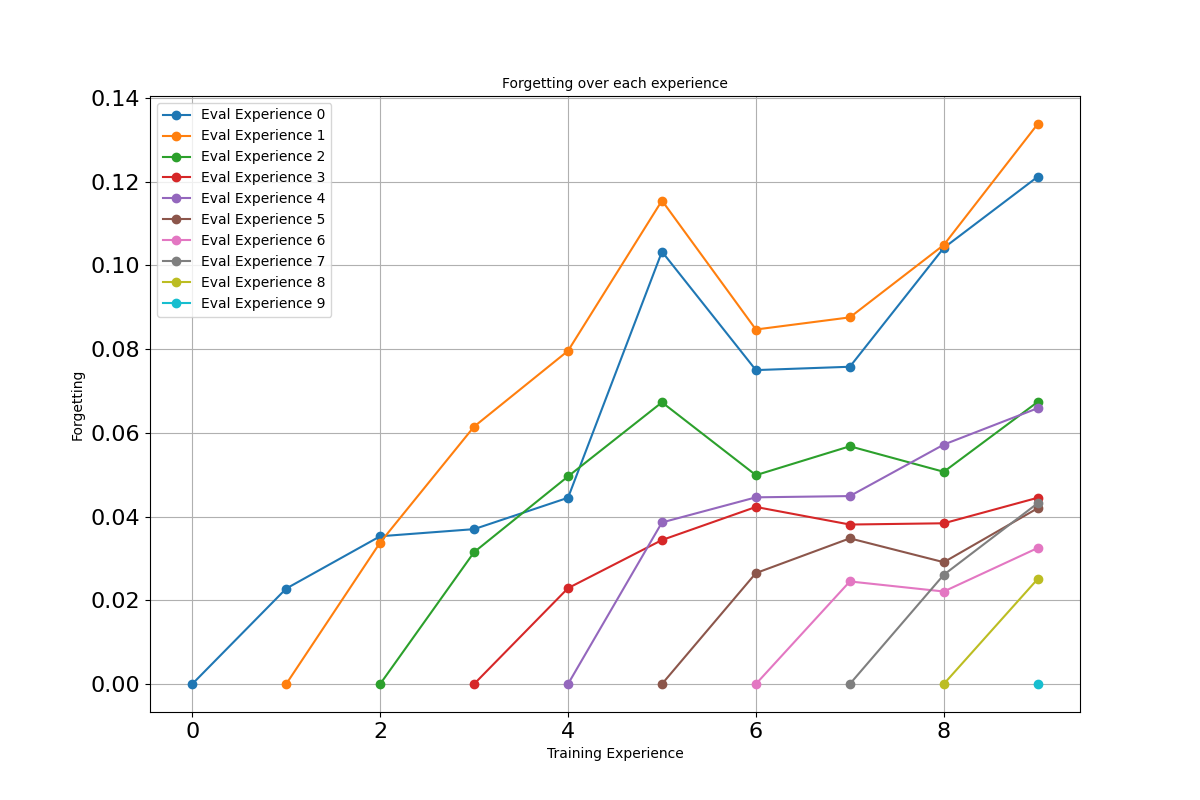 Forgetting over each experience
0.14
0.12
0.10
0.08
0.06
0.04
0.02
0.00
Forgetting
Eval Experience 0
Eval Experience 1
Eval Experience 2
Eval Experience 3
Eval Experience 4
Eval Experience 5
Eval Experience 6
Eval Experience 7
Eval Experience 8
Eval Experience 9
0 2 4 6 8
Training Experience